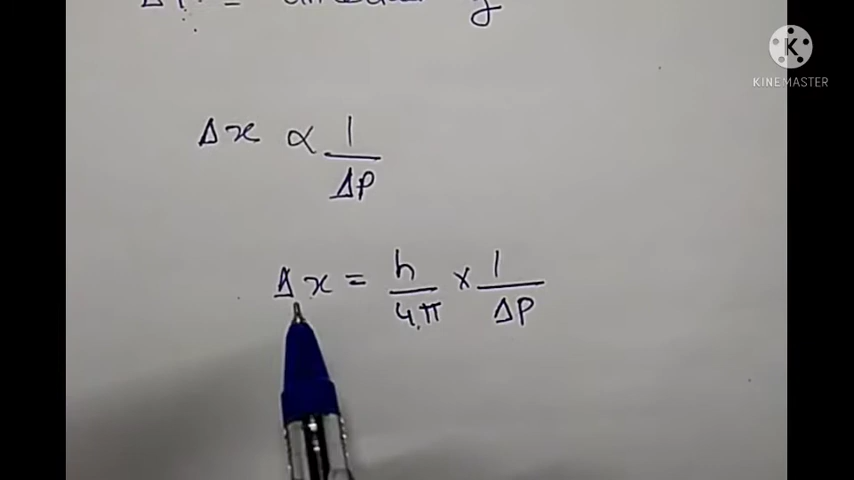 K
KINEMASTER
Δx ∝ 1/ΔP
Δx = h/4π × 1/ΔP